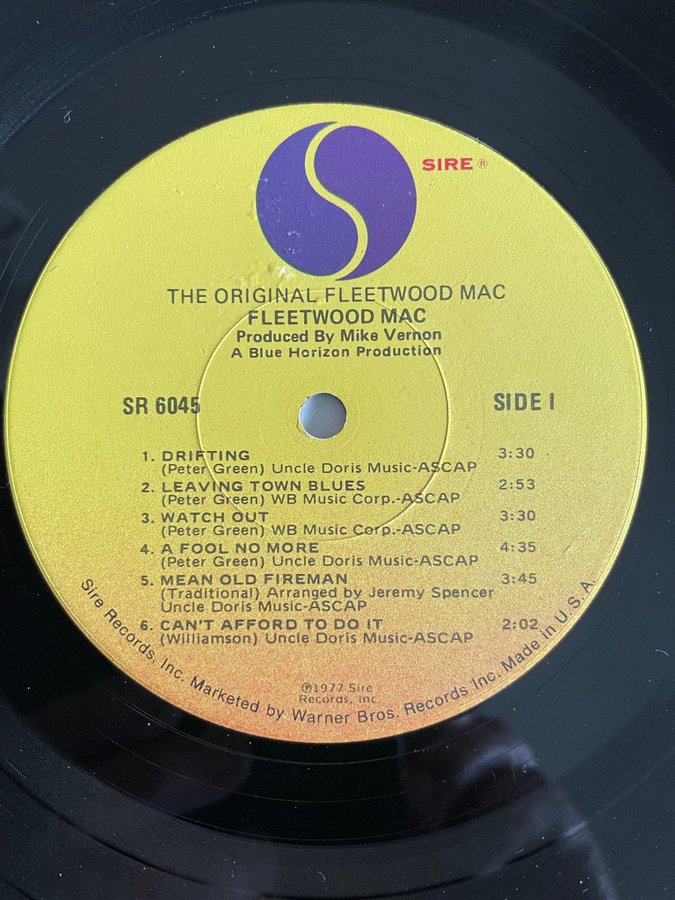 SIRE ®
THE ORIGINAL FLEETWOOD MAC
FLEETWOOD MAC
Produced By Mike Vernon
A Blue Horizon Production
SR 6045
SIDE I
1. DRIFTING 3:30
(Peter Green) Uncle Doris Music-ASCAP
2. LEAVING TOWN BLUES 2:53
(Peter Green) WB Music Corp.-ASCAP
3. WATCH OUT 3:30
(Peter Green) WB Music Corp.-ASCAP
4. A FOOL NO MORE 4:35
(Peter Green) Uncle Doris Music-ASCAP
5. MEAN OLD FIREMAN 3:45
(Traditional) Arranged by Jeremy Spencer
Uncle Doris Music-ASCAP
6. CAN'T AFFORD TO DO IT 2:02
(Williamson) Uncle Doris Music-ASCAP
℗1977 Sire
Records, Inc.
Sire Records, Inc. Marketed by Warner Bros. Records Inc. Made in U.S.A.